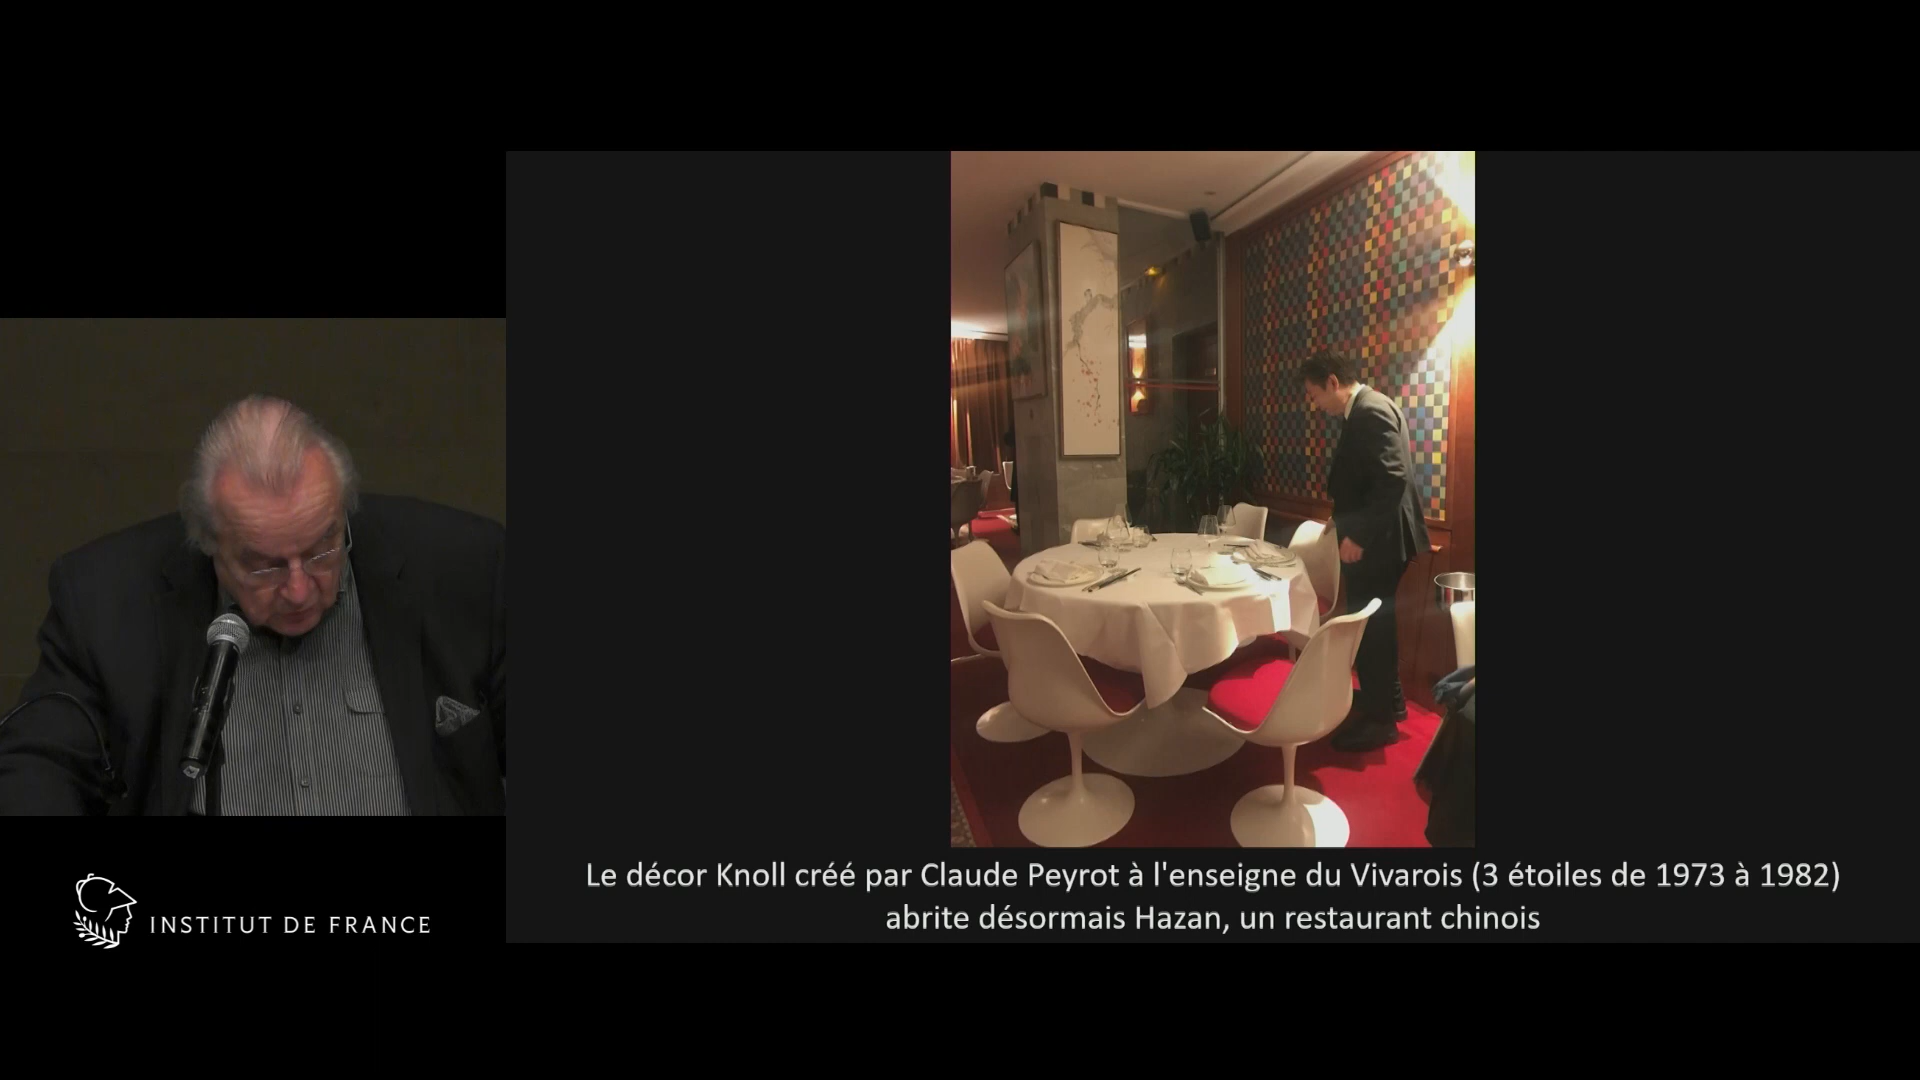 Le décor Knoll créé par Claude Peyrot à l'enseigne du Vivarois (3 étoiles de 1973 à 1982)
abrite désormais Hazan, un restaurant chinois
INSTITUT DE FRANCE